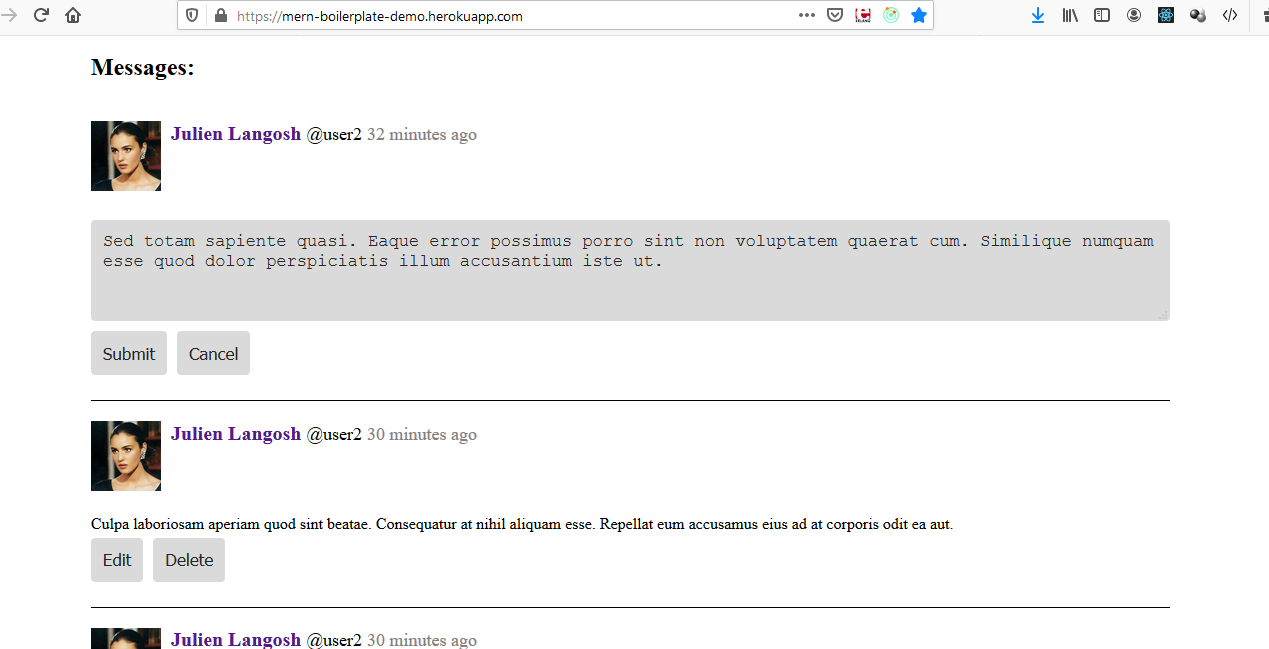 https://mern-boilerplate-demo.herokuapp.com
Messages:
Julien Langosh @user2 32 minutes ago
Sed totam sapiente quasi. Eaque error possimus porro sint non voluptatem quaerat cum. Similique numquam
esse quod dolor perspiciatis illum accusantium iste ut.
Submit Cancel
Julien Langosh @user2 30 minutes ago
Culpa laboriosam aperiam quod sint beatae. Consequatur at nihil aliquam esse. Repellat eum accusamus eius ad at corporis odit ea aut.
Edit Delete
Julien Langosh @user2 30 minutes ago